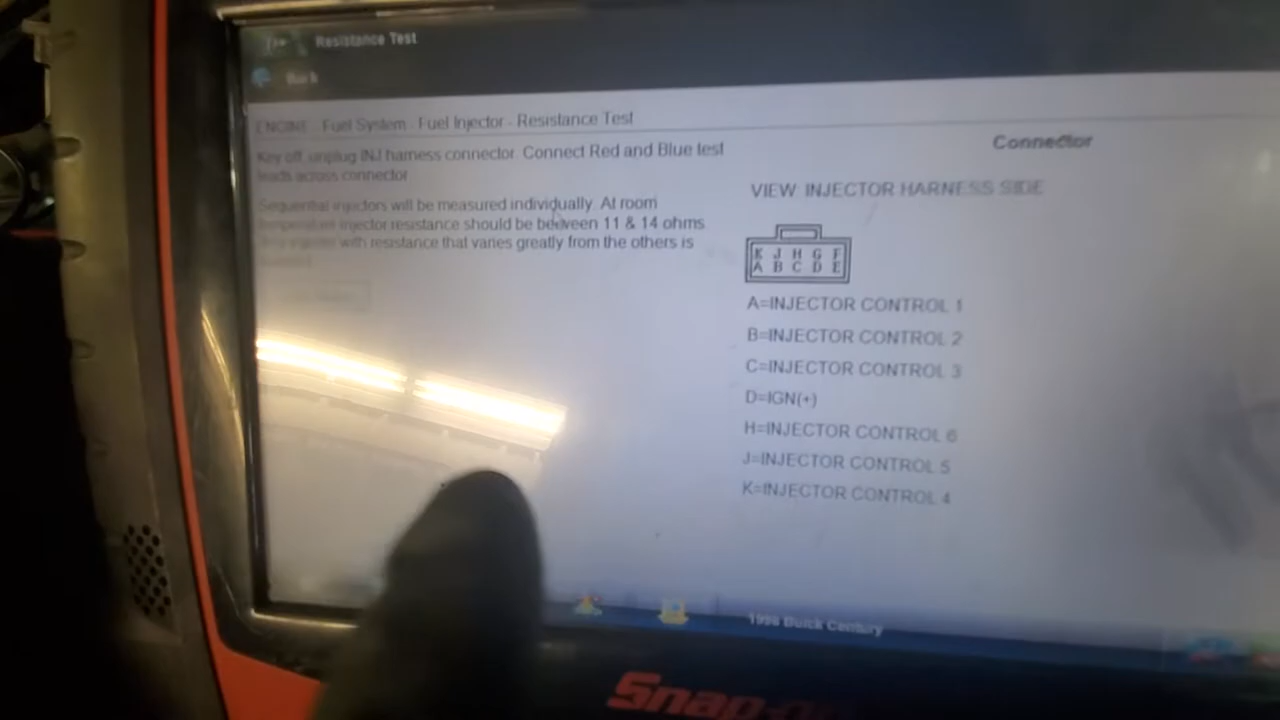 Resistance Test
Back
ENGINE - Fuel System - Fuel Injector - Resistance Test
Key off, unplug INJ harness connector. Connect Red and Blue test
leads across connector
Sequential injectors will be measured individually. At room
temperature injector resistance should be between 11 & 14 ohms
with resistance that varies greatly from the others is
Connector
VIEW INJECTOR HARNESS SIDE
K J H G F
A B C D E
A=INJECTOR CONTROL 1
B=INJECTOR CONTROL 2
C=INJECTOR CONTROL 3
D=IGN(+)
H=INJECTOR CONTROL 6
J=INJECTOR CONTROL 5
K=INJECTOR CONTROL 4
Buick Century
Snap-on